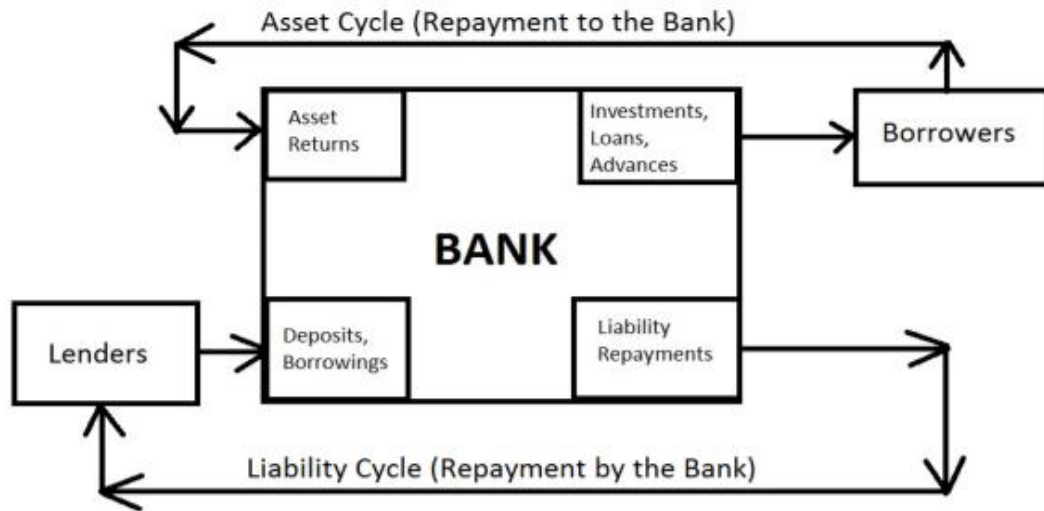 Asset Cycle (Repayment to the Bank)
Asset
Returns
Investments,
Loans,
Advances
Borrowers
BANK
Lenders
Deposits,
Borrowings
Liability
Repayments
Liability Cycle (Repayment by the Bank)